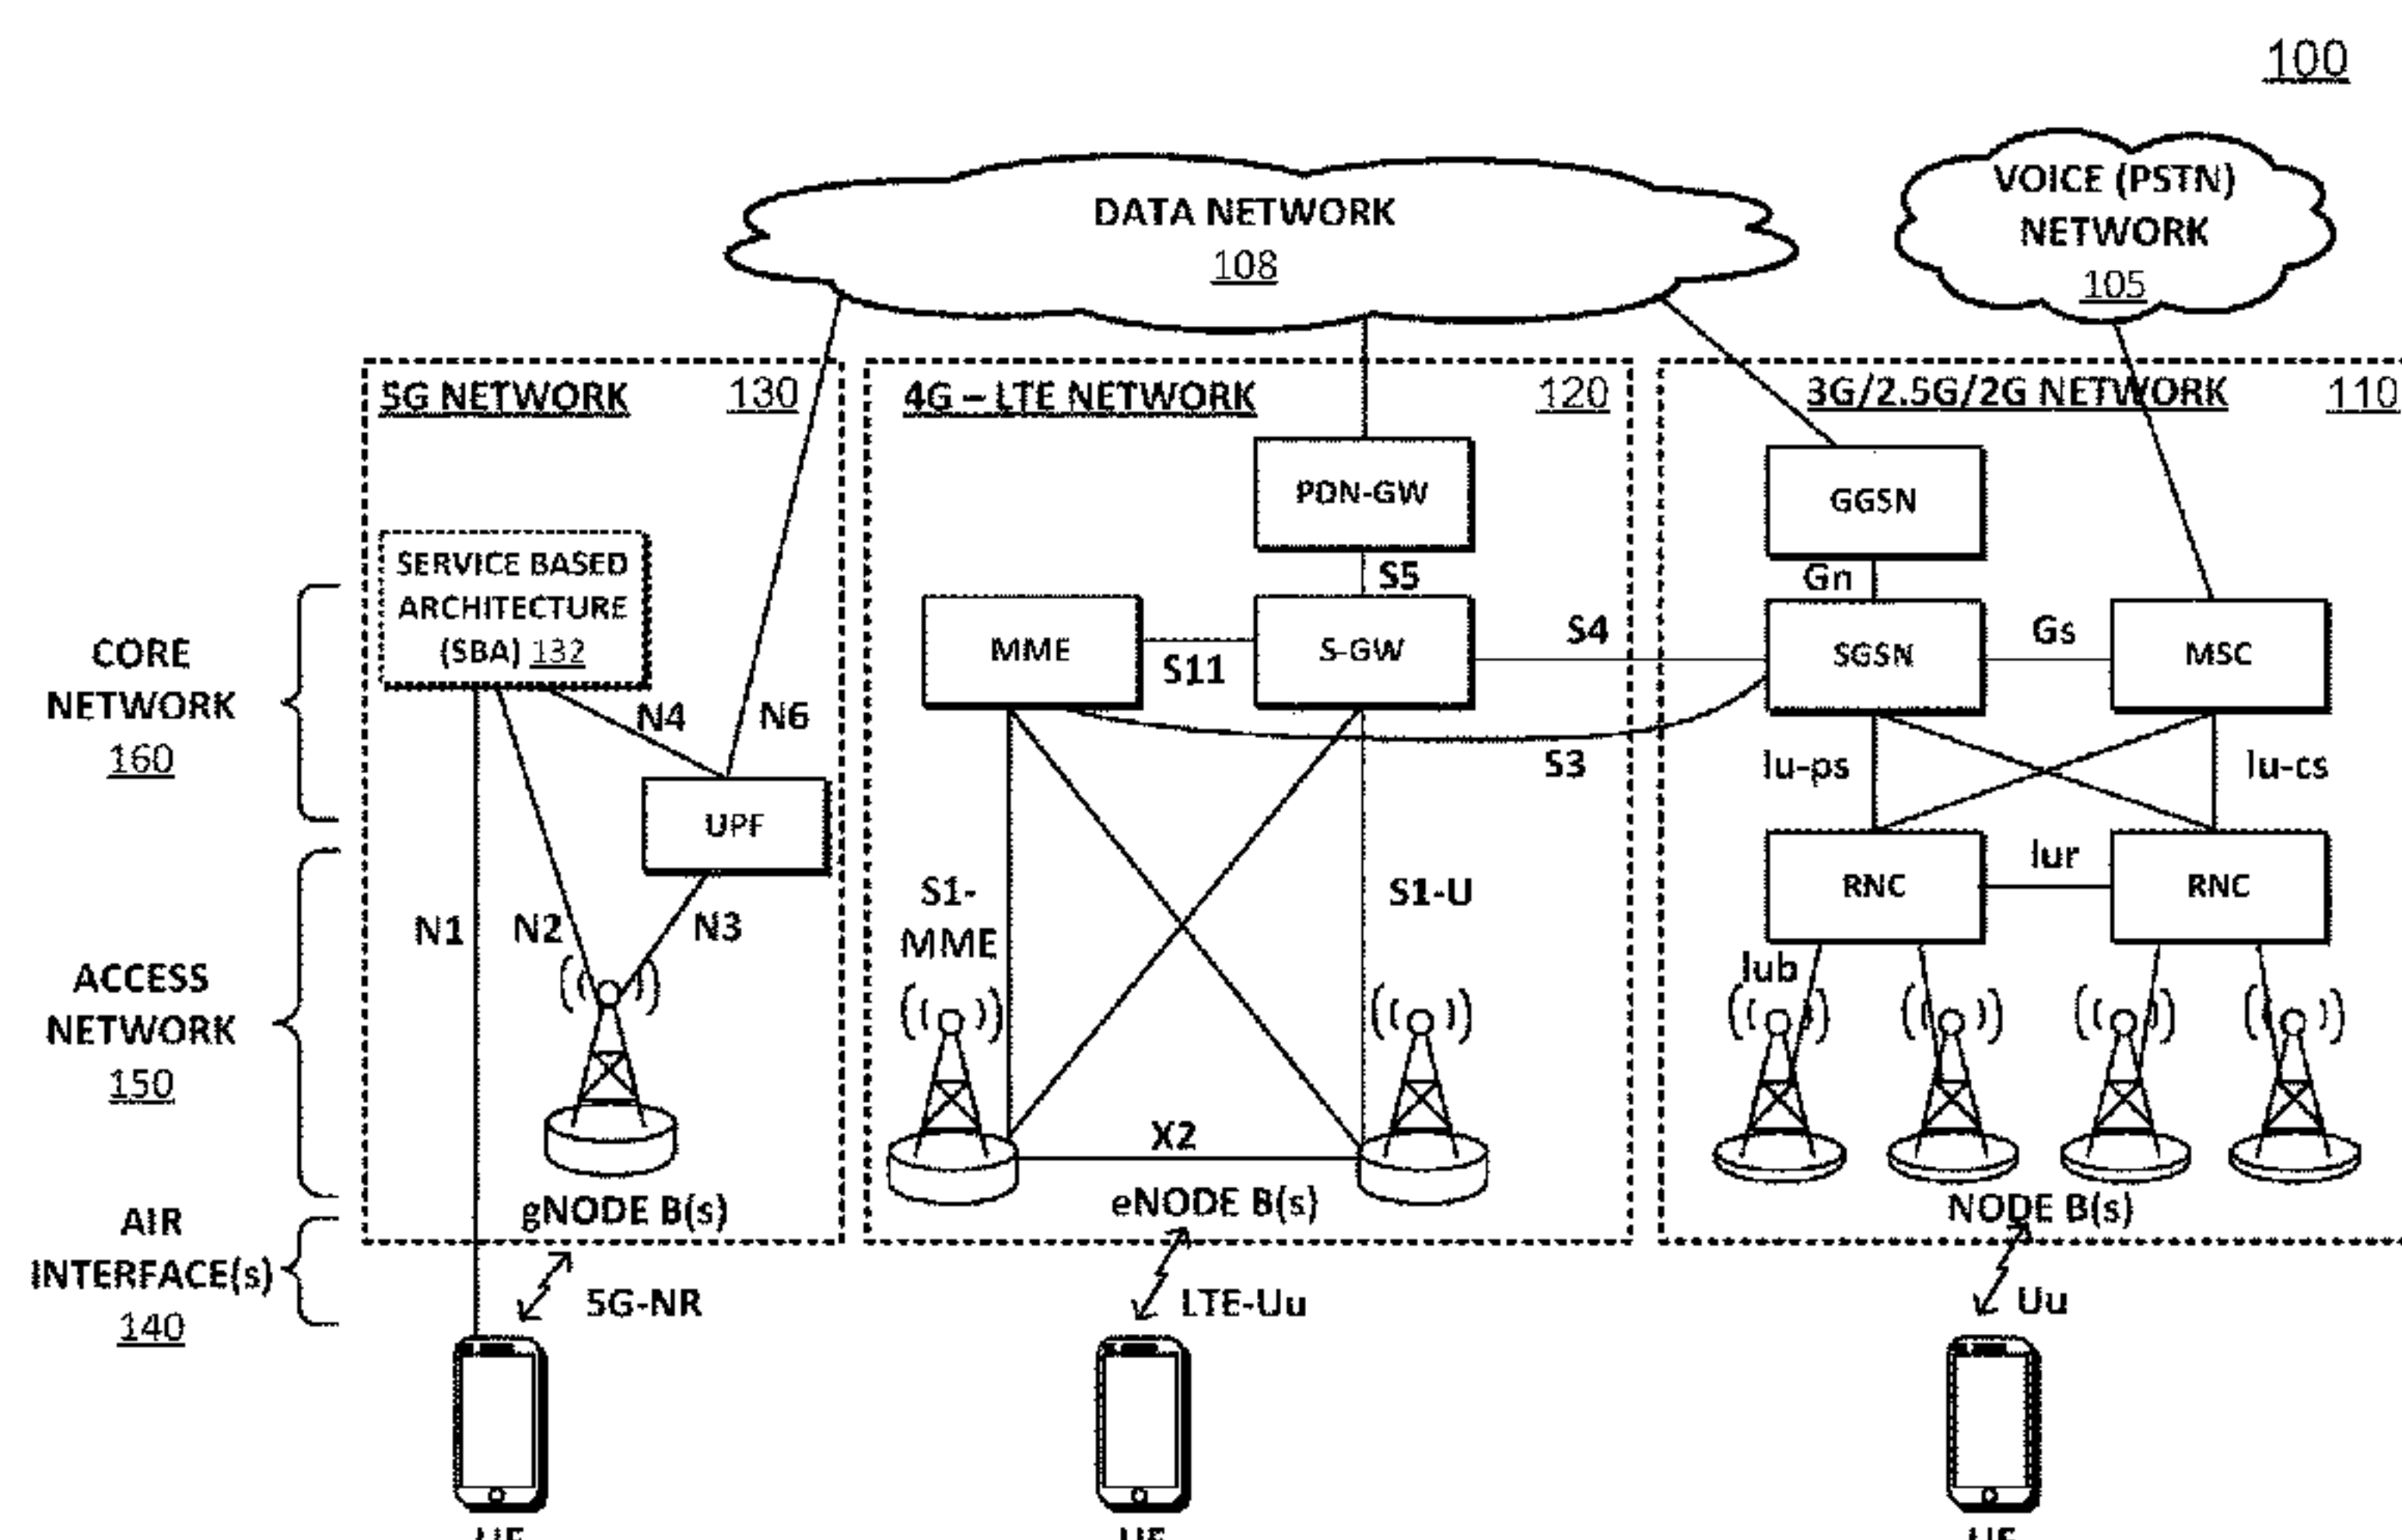 100
DATA NETWORK
108
VOICE (PSTN)
NETWORK
105
5G NETWORK 130
4G – LTE NETWORK 120
3G/2.5G/2G NETWORK 110
PDN-GW
GGSN
SERVICE BASED
ARCHITECTURE
(SBA) 132
S5
Gn
CORE
NETWORK
160
MME
S11
S-GW
S4
SGSN
Gs
MSC
N4
N6
S3
Iu-ps
Iu-cs
UPF
RNC
Iur
RNC
S1-
MME
S1-U
N1
N2
N3
Iub
ACCESS
NETWORK
150
X2
gNODE B(s)
eNODE B(s)
NODE B(s)
AIR
INTERFACE(s)
140
5G-NR
LTE-Uu
Uu
UE
UE
UE